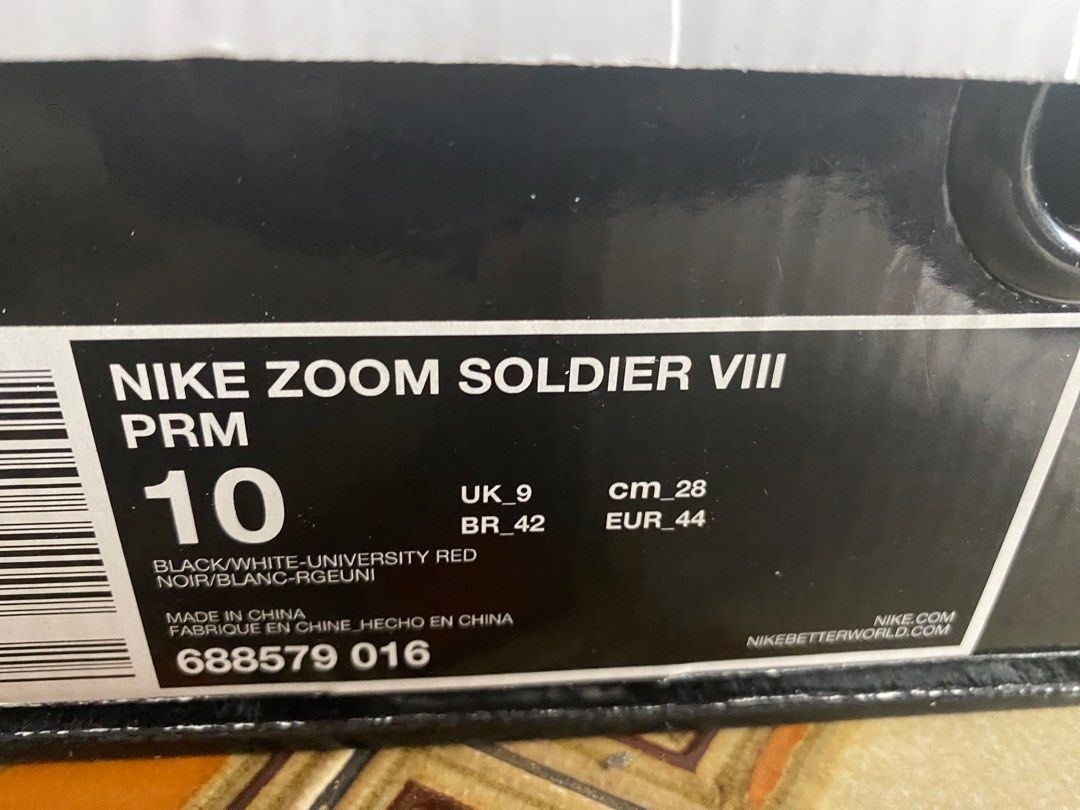 NIKE ZOOM SOLDIER VIII
PRM
10
UK_9 cm_28
BR_42 EUR_44
BLACK/WHITE-UNIVERSITY RED
NOIR/BLANC-RGEUNI
MADE IN CHINA
FABRIQUE EN CHINE_HECHO EN CHINA
688579 016
NIKE.COM
NIKEBETTERWORLD.COM